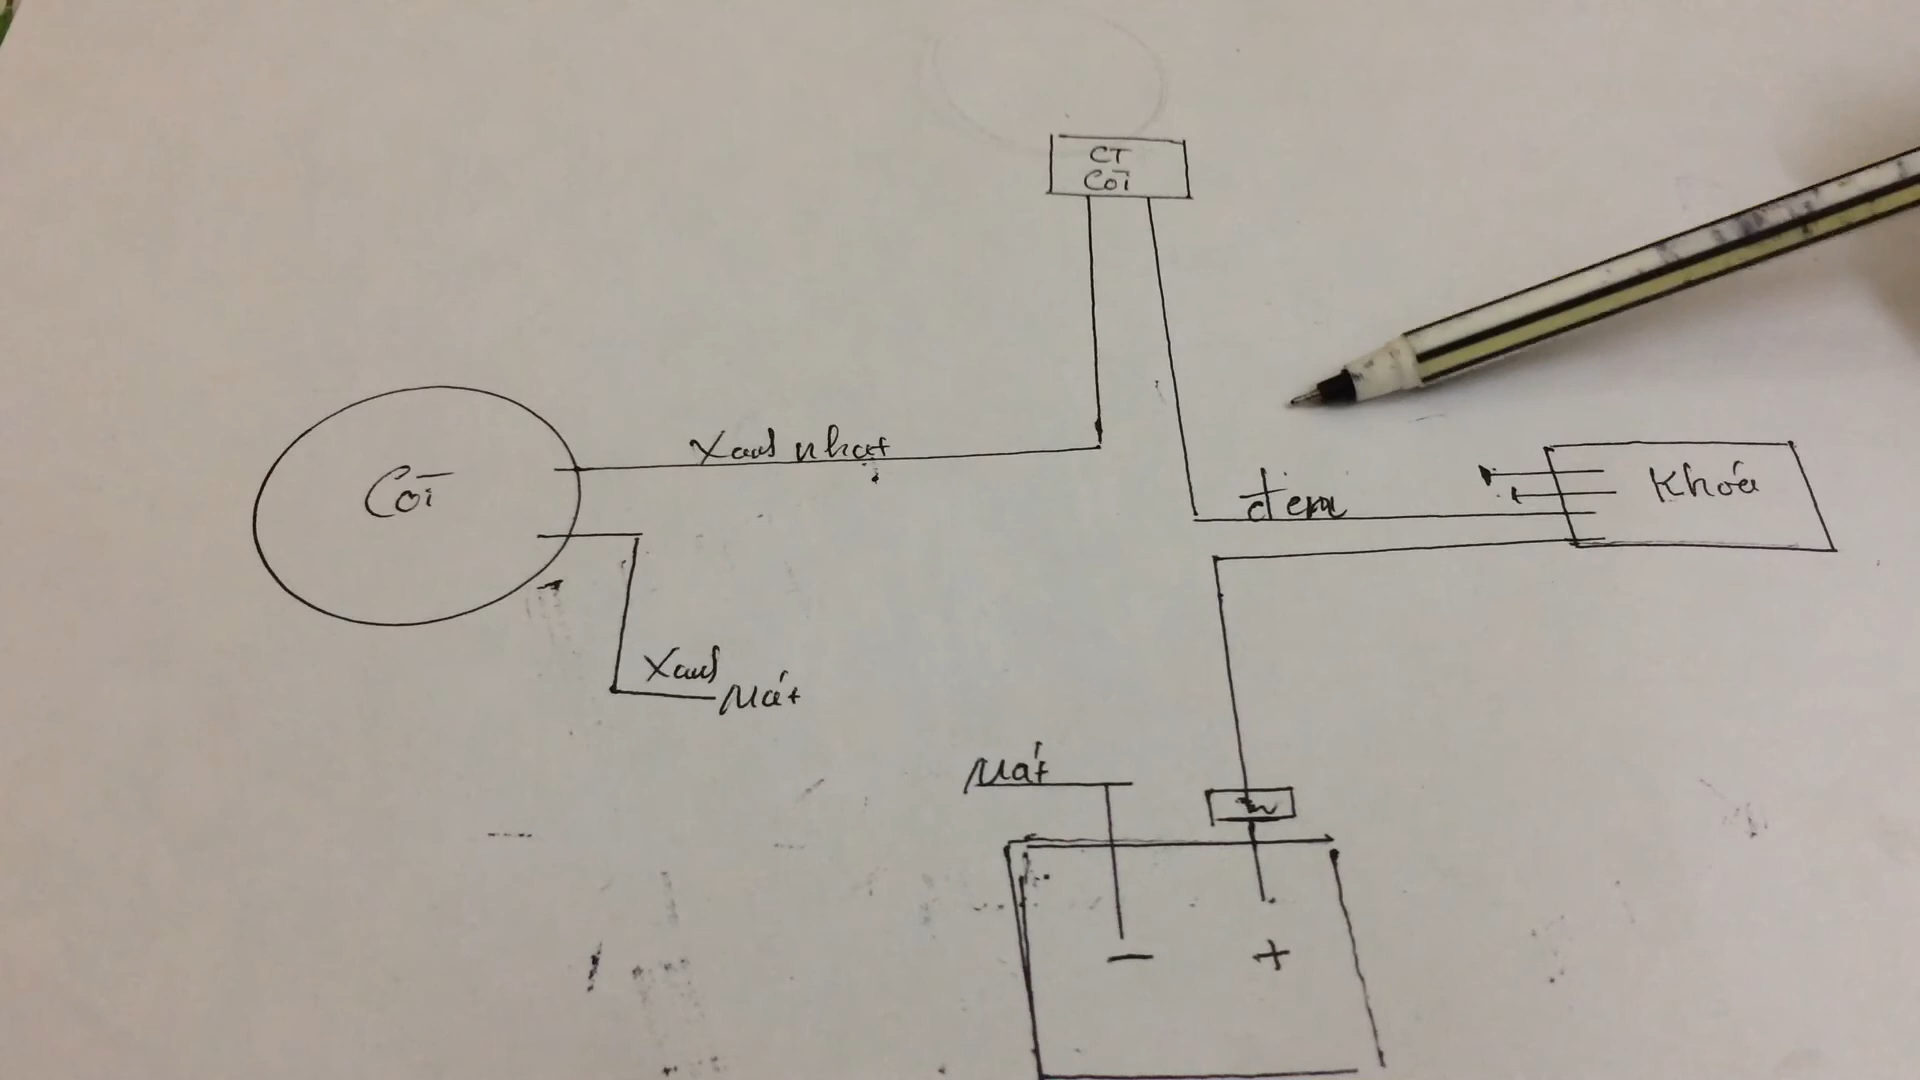 CT
Còi
Xanh nhạt
Còi
đen
Khóa
Xanh
Mát
Mát
- +